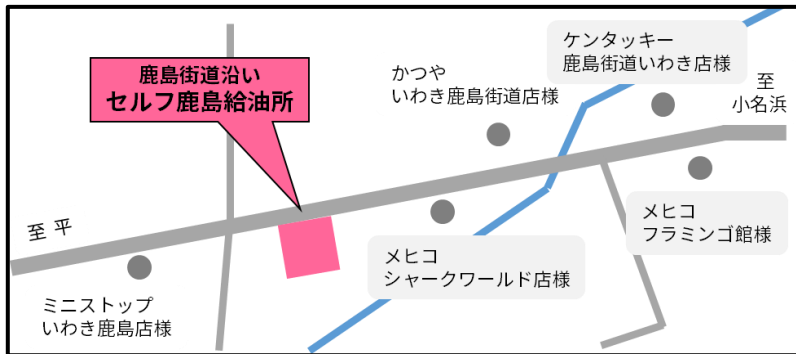 ケンタッキー
鹿島街道いわき店様
鹿島街道沿い
セルフ鹿島給油所
かつや
いわき鹿島街道店様
至
小名浜
メヒコ
フラミンゴ館様
至 平
メヒコ
シャークワールド店様
ミニストップ
いわき鹿島店様